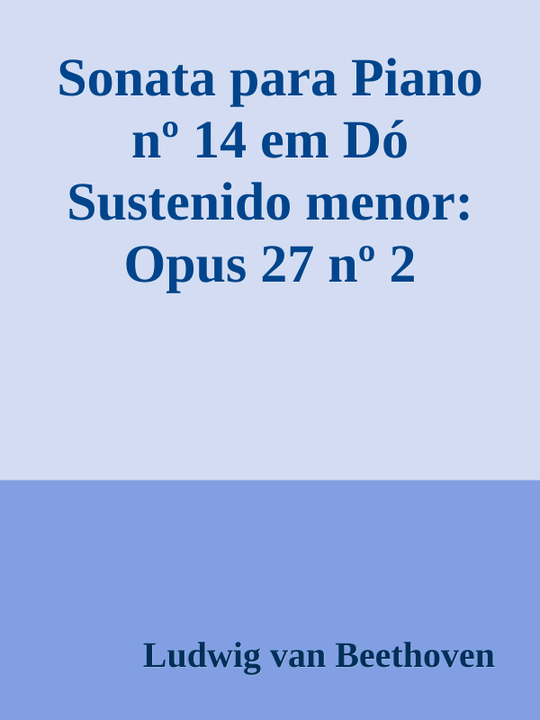 Sonata para Piano
nº 14 em Dó
Sustenido menor:
Opus 27 nº 2
Ludwig van Beethoven